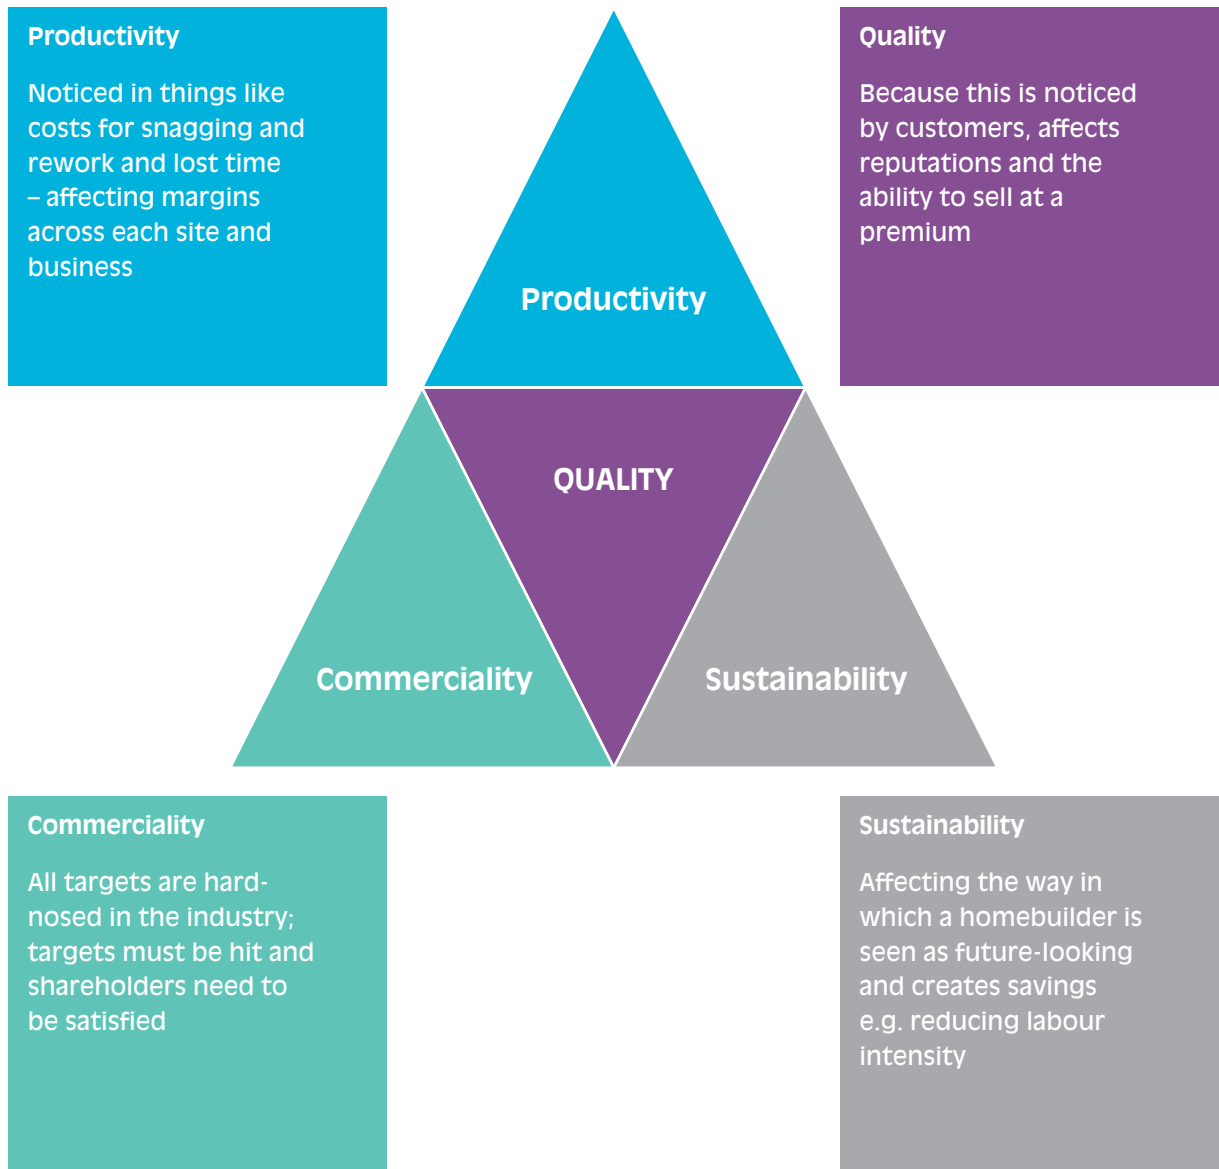 Productivity
Noticed in things like
costs for snagging and
rework and lost time
– affecting margins
across each site and
business
Quality
Because this is noticed
by customers, affects
reputations and the
ability to sell at a
premium
Productivity
QUALITY
Commerciality
Sustainability
Commerciality
All targets are hard-
nosed in the industry;
targets must be hit and
shareholders need to
be satisfied
Sustainability
Affecting the way in
which a homebuilder is
seen as future-looking
and creates savings
e.g. reducing labour
intensity